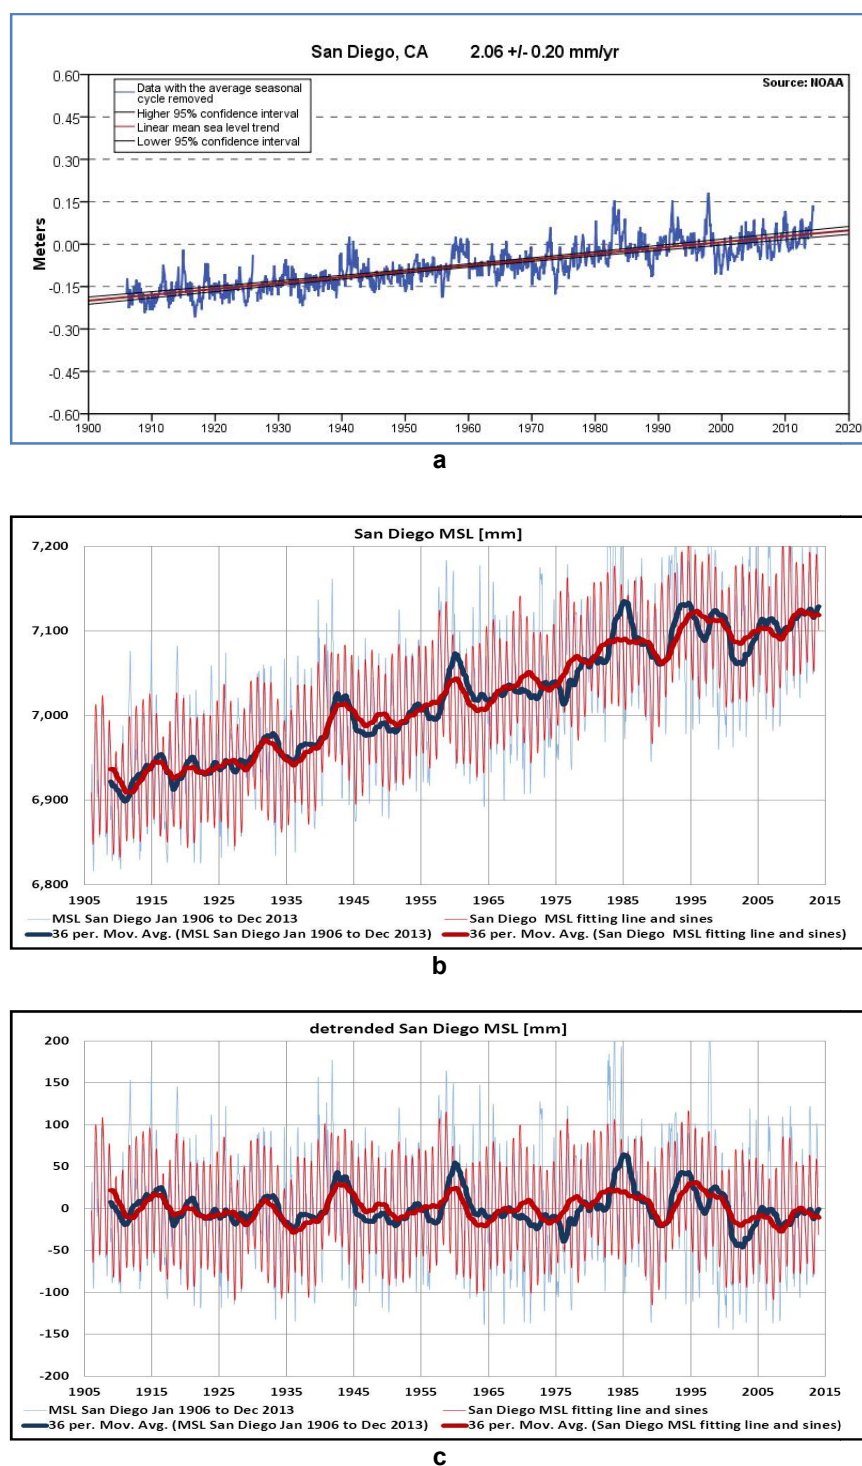 San Diego, CA 2.06 +/- 0.20 mm/yr
Source: NOAA
Data with the average seasonal
cycle removed
Higher 95% confidence interval
Linear mean sea level trend
Lower 95% confidence interval
Meters
0.60
0.45
0.30
0.15
0.00
-0.15
-0.30
-0.45
-0.60
1900 1910 1920 1930 1940 1950 1960 1970 1980 1990 2000 2010 2020
a
San Diego MSL [mm]
7,200
7,100
7,000
6,900
6,800
1905 1915 1925 1935 1945 1955 1965 1975 1985 1995 2005 2015
MSL San Diego Jan 1906 to Dec 2013) San Diego MSL fitting line and sines)
36 per. Mov. Avg. (MSL San Diego Jan 1906 to Dec 2013) 36 per. Mov. Avg. (San Diego MSL fitting line and sines)
b
detrended San Diego MSL [mm]
200
150
100
50
0
-50
-100
-150
-200
1905 1915 1925 1935 1945 1955 1965 1975 1985 1995 2005 2015
MSL San Diego Jan 1906 to Dec 2013) San Diego MSL fitting line and sines)
36 per. Mov. Avg. (MSL San Diego Jan 1906 to Dec 2013) 36 per. Mov. Avg. (San Diego MSL fitting line and sines)
c